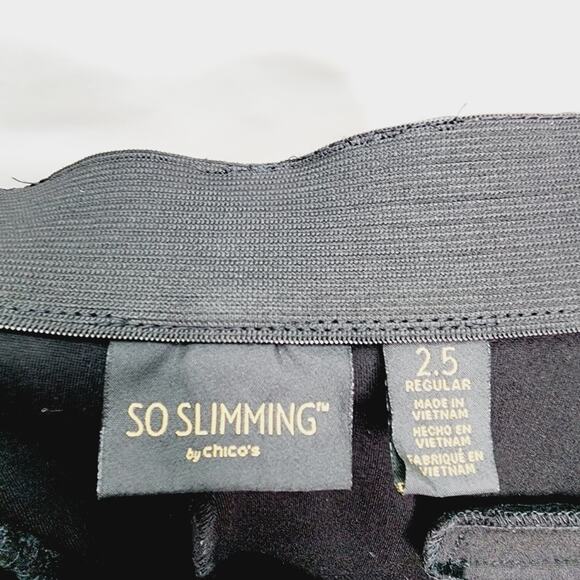 SO SLIMMING™
by chico's
2.5
REGULAR
MADE IN
VIETNAM
HECHO EN
VIETNAM
FABRIQUÉ EN
VIETNAM